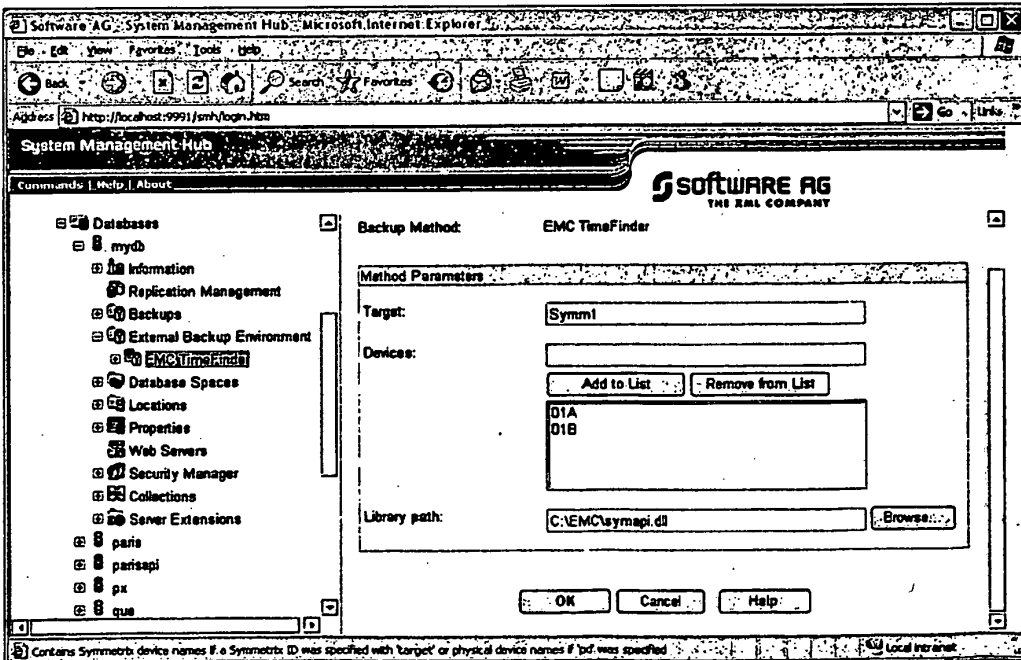 Software AG - System Management Hub - Microsoft Internet Explorer
File Edit View Favorites Tools Help
Back Search Favorites
Address http://localhost:9991/smh/login.htm Go Links
System Management Hub
Commands | Help | About
software AG
THE XML COMPANY
Databases
mydb
Information
Replication Management
Backups
External Backup Environment
EMC TimeFinder
Database Spaces
Locations
Properties
Web Servers
Security Manager
Collections
Server Extensions
paris
parisapi
px
que
Backup Method: EMC TimeFinder
Method Parameters
Target: Symm1
Devices:
Add to List Remove from List
01A
01B
Library path: C:\EMC\symapi.dll Browse...
OK Cancel Help
Contains Symmetrix device names if a Symmetrix ID was specified with 'target' or physical device names if 'pd' was specified Local intranet